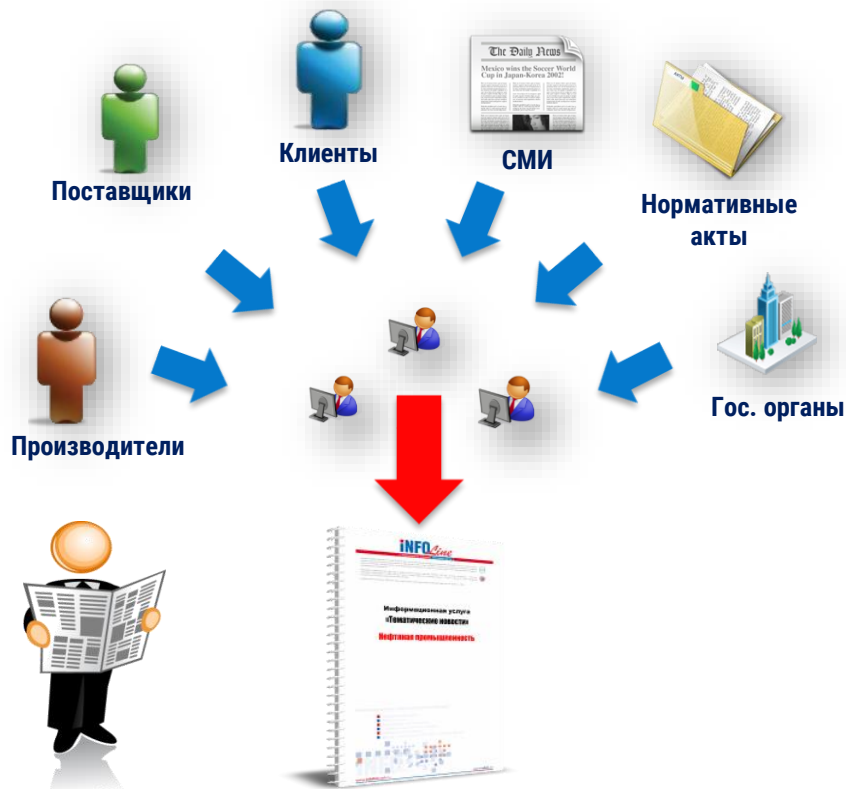 The Daily News
Mexico wins the Soccer World
Cup in Japan-Korea 2002!
Клиенты
СМИ
Поставщики
Нормативные
акты
Гос. органы
Производители
iNFOLine
Информационная услуга
«Тематические новости»
Нефтяная промышленность